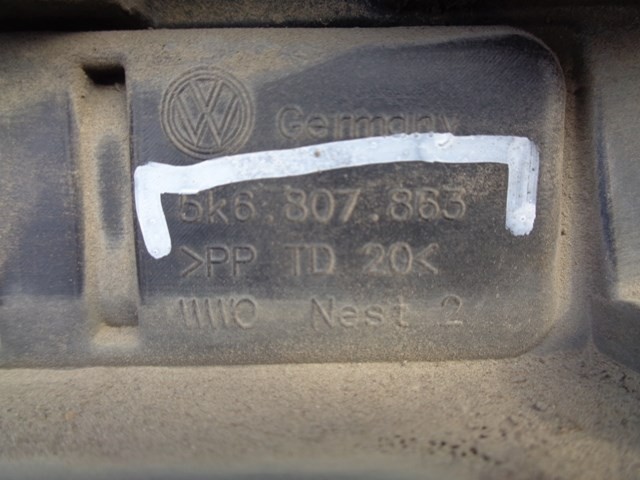 Germany
5K6.807.863
>PP TD 20<
Nest 2